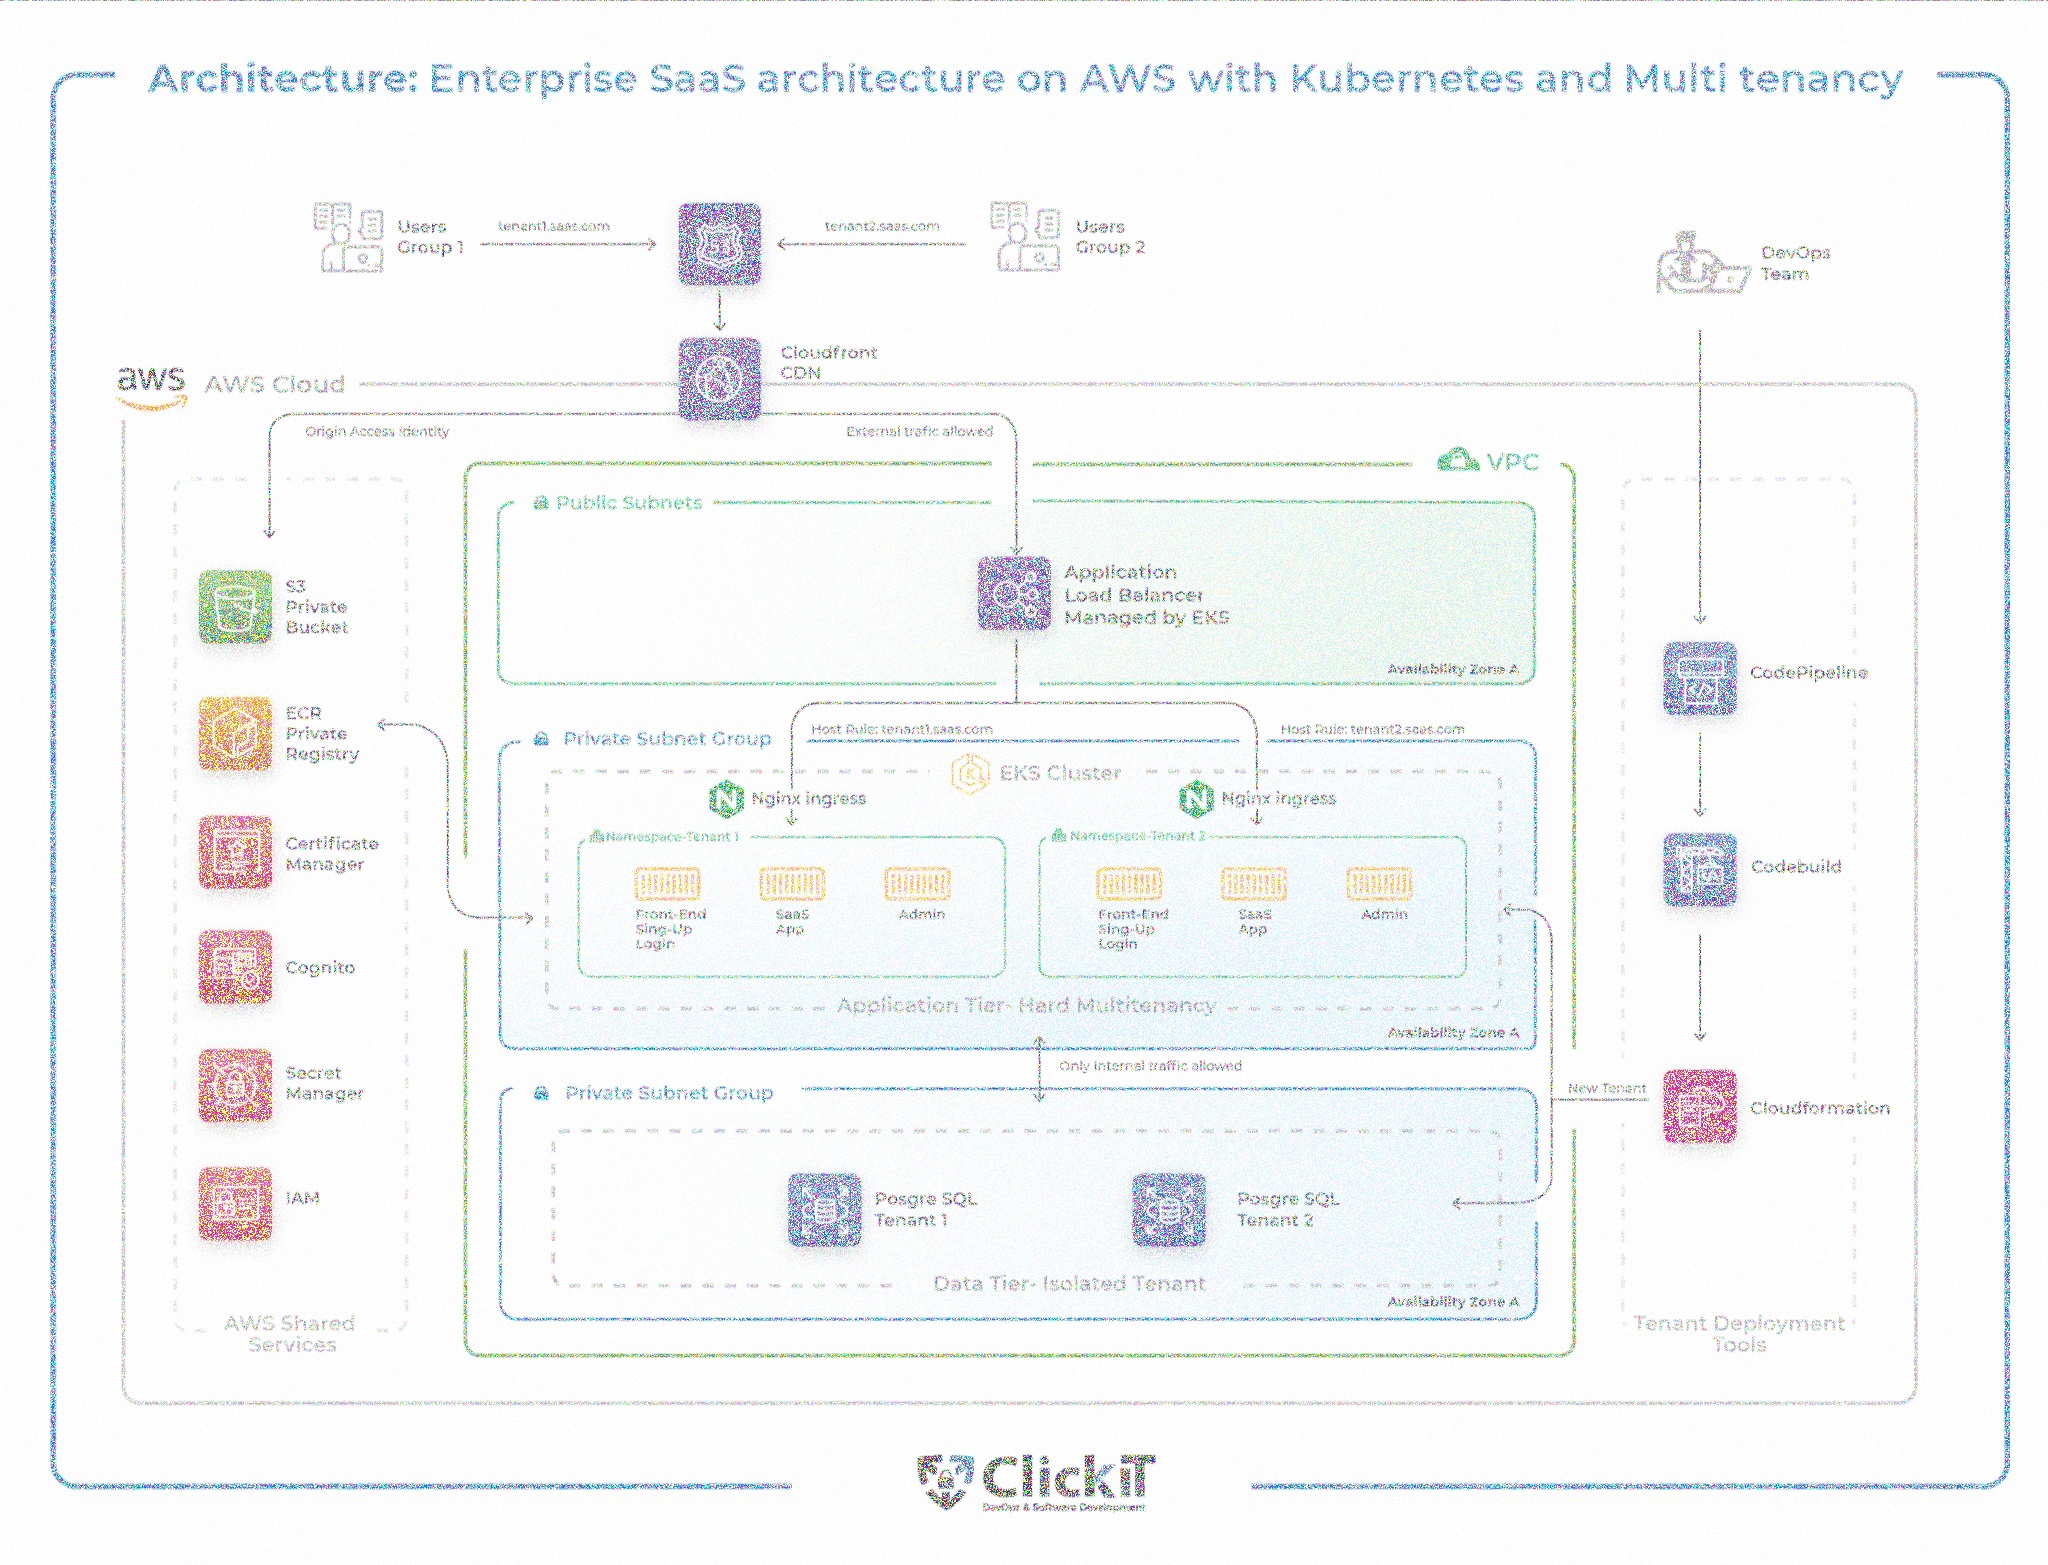 Architecture: Enterprise SaaS architecture on AWS with Kubernetes and Multi tenancy
Users
Group 1
tenant1.saas.com
tenant2.saas.com
Users
Group 2
DevOps
Team
Cloudfront
CDN
aws
AWS Cloud
Origin Access Identity
External trafic allowed
VPC
Public Subnets
Application
Load Balancer
Managed by EKS
Availability Zone A
S3
Private
Bucket
ECR
Private
Registry
Certificate
Manager
Cognito
Secret
Manager
IAM
AWS Shared
Services
Host Rule: tenant1.saas.com
Host Rule: tenant2.saas.com
Private Subnet Group
EKS Cluster
Nginx ingress
Nginx ingress
Namespace-Tenant 1
Namespace-Tenant 2
Front-End
Sing-Up
Login
SaaS
App
Admin
Front-End
Sing-Up
Login
SaaS
App
Admin
Application Tier- Hard Multitenancy
Availability Zone A
Only internal traffic allowed
Private Subnet Group
Posgre SQL
Tenant 1
Posgre SQL
Tenant 2
Data Tier- Isolated Tenant
Availability Zone A
CodePipeline
Codebuild
New Tenant
Cloudformation
Tenant Deployment
Tools
ClickIT
DevOps & Software Development